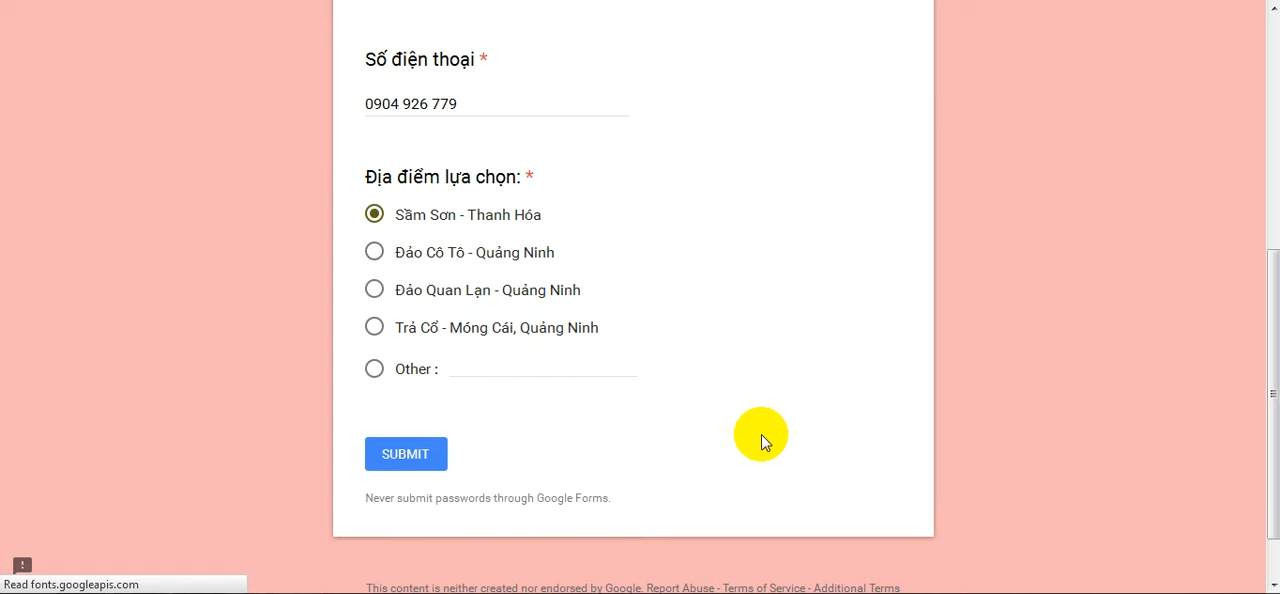 Số điện thoại *
0904 926 779
Địa điểm lựa chọn: *
Sầm Sơn - Thanh Hóa
Đảo Cô Tô - Quảng Ninh
Đảo Quan Lạn - Quảng Ninh
Trả Cổ - Móng Cái, Quảng Ninh
Other :
SUBMIT
Never submit passwords through Google Forms.
Read fonts.googleapis.com
This content is neither created nor endorsed by Google. Report Abuse - Terms of Service - Additional Terms